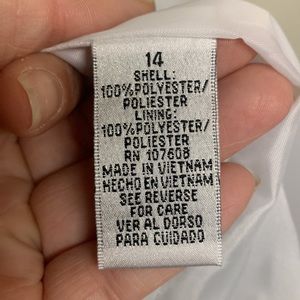 14
SHELL:
100%POLYESTER/
POLIESTER
LINING:
100%POLYESTER/
POLIESTER
RN 107608
MADE IN VIETNAM
HECHO EN VIETNAM
SEE REVERSE
FOR CARE
VER AL DORSO
PARA CUIDADO